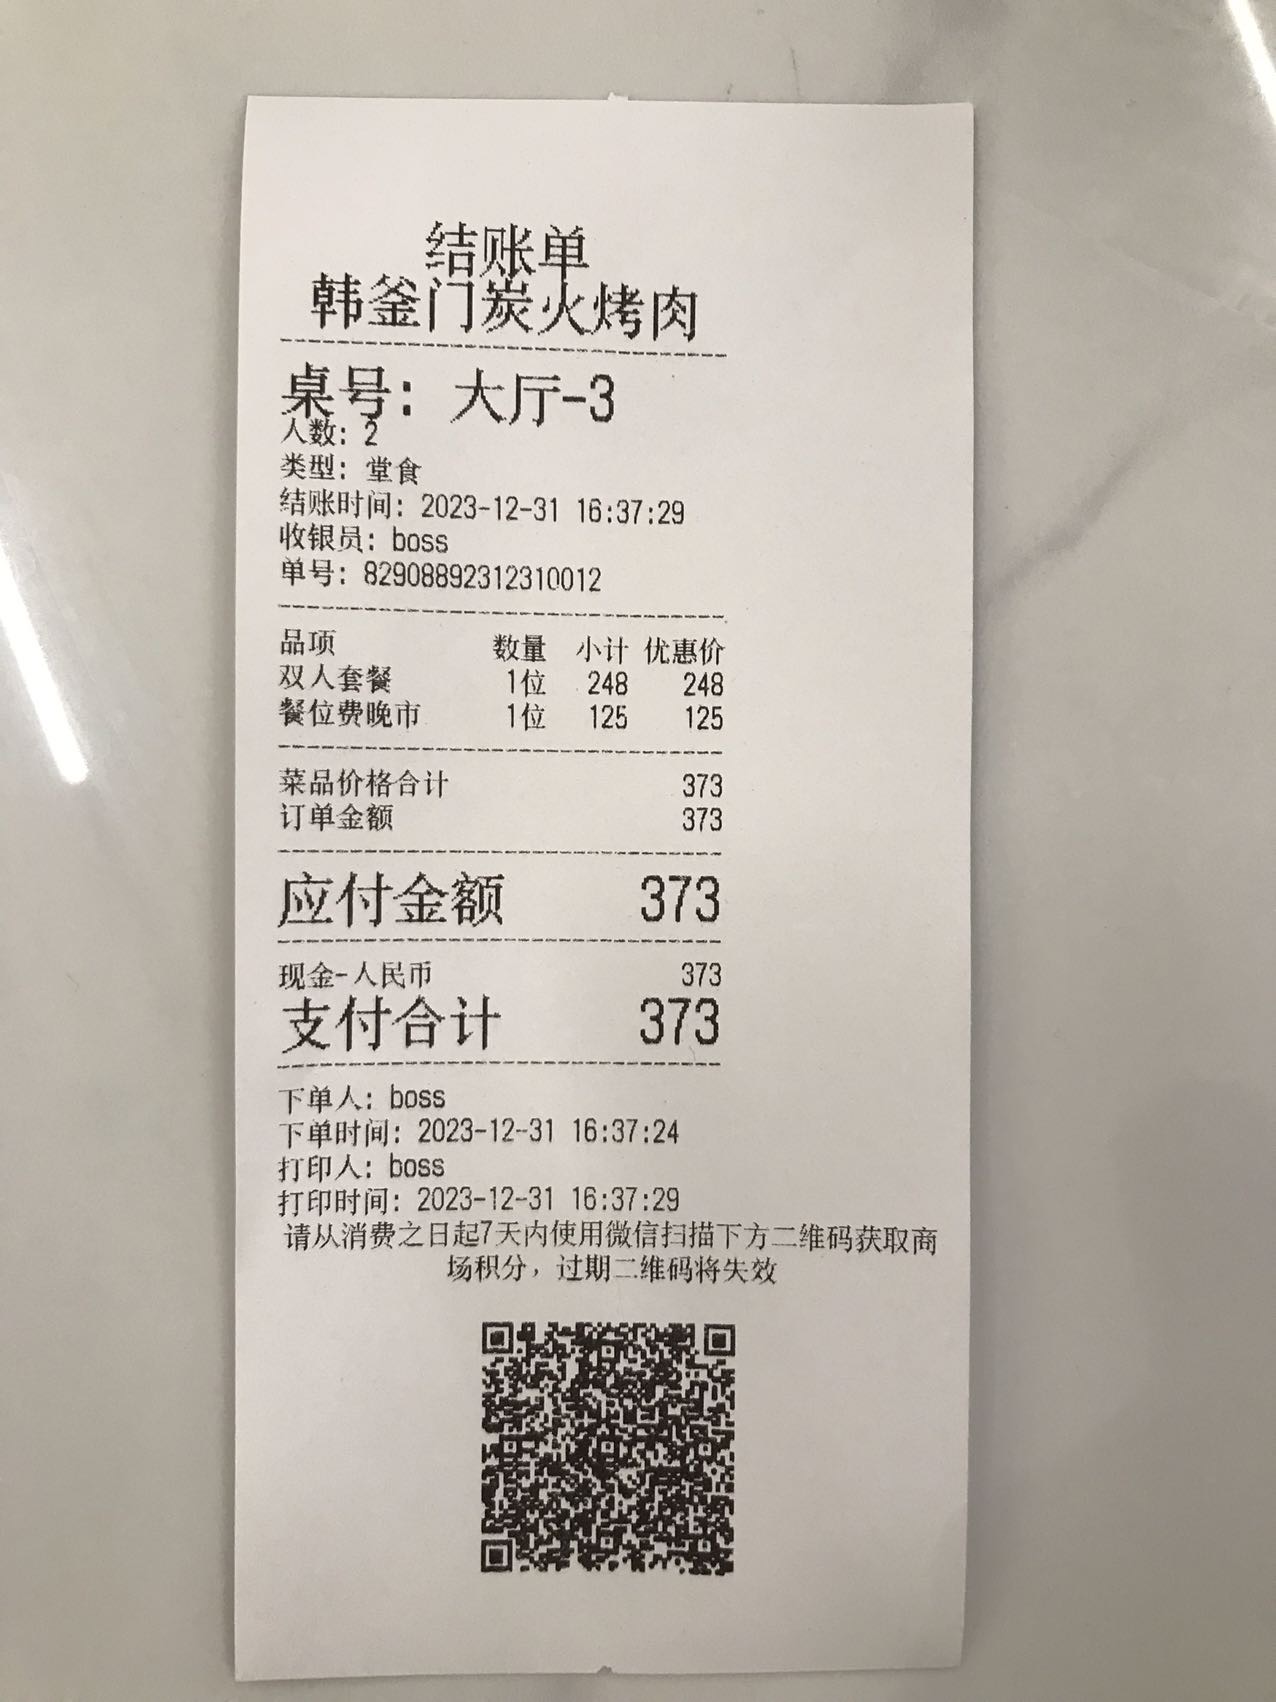 结账单
韩釜门炭火烤肉
桌号: 大厅-3
人数: 2
类型: 堂食
结账时间: 2023-12-31 16:37:29
收银员: boss
单号: 82908892312310012
品项 数量 小计 优惠价
双人套餐 1位 248 248
餐位费晚市 1位 125 125
菜品价格合计 373
订单金额 373
应付金额 373
现金-人民币 373
支付合计 373
下单人: boss
下单时间: 2023-12-31 16:37:24
打印人: boss
打印时间: 2023-12-31 16:37:29
请从消费之日起7天内使用微信扫描下方二维码获取商
场积分，过期二维码将失效